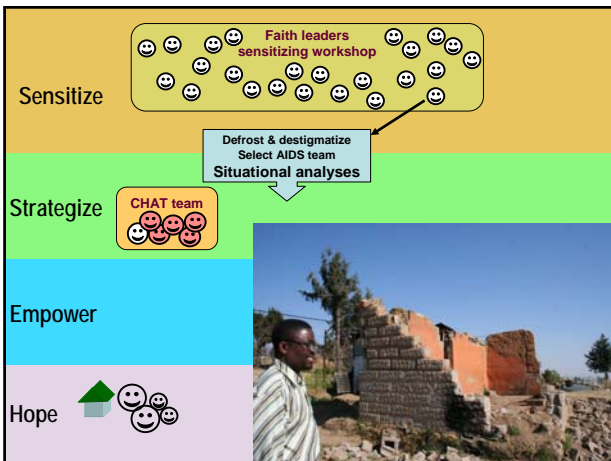 Faith leaders
sensitizing workshop
Sensitize
Defrost & destigmatize
Select AIDS team
Situational analyses
Strategize
CHAT team
Empower
Hope